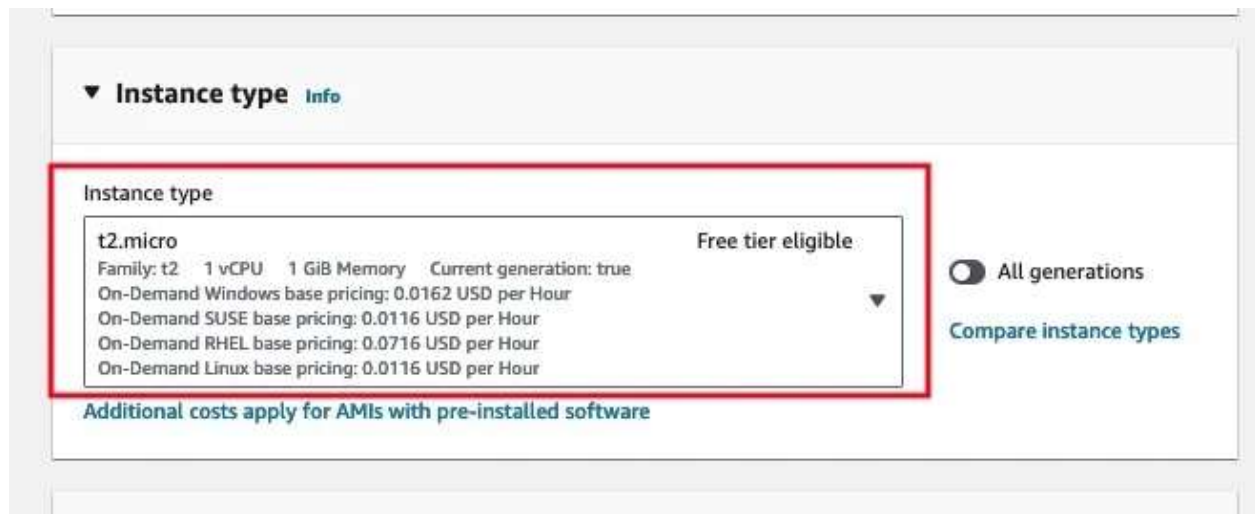 Instance type Info
Instance type
t2.micro Free tier eligible
Family: t2 1 vCPU 1 GiB Memory Current generation: true
On-Demand Windows base pricing: 0.0162 USD per Hour
On-Demand SUSE base pricing: 0.0116 USD per Hour
On-Demand RHEL base pricing: 0.0716 USD per Hour
On-Demand Linux base pricing: 0.0116 USD per Hour
All generations
Compare instance types
Additional costs apply for AMIs with pre-installed software